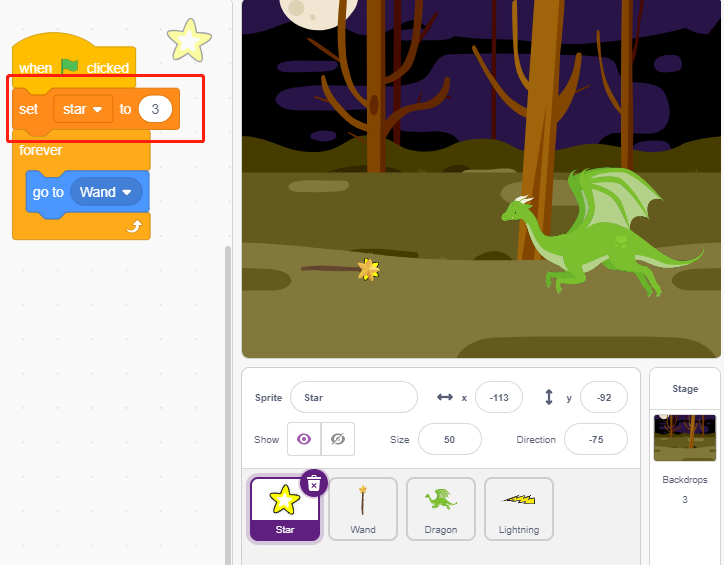 when clicked
set star to 3
forever
go to Wand
Sprite Star x -113 y -92
Show Size 50 Direction -75
Star Wand Dragon Lightning
Stage
Backdrops
3